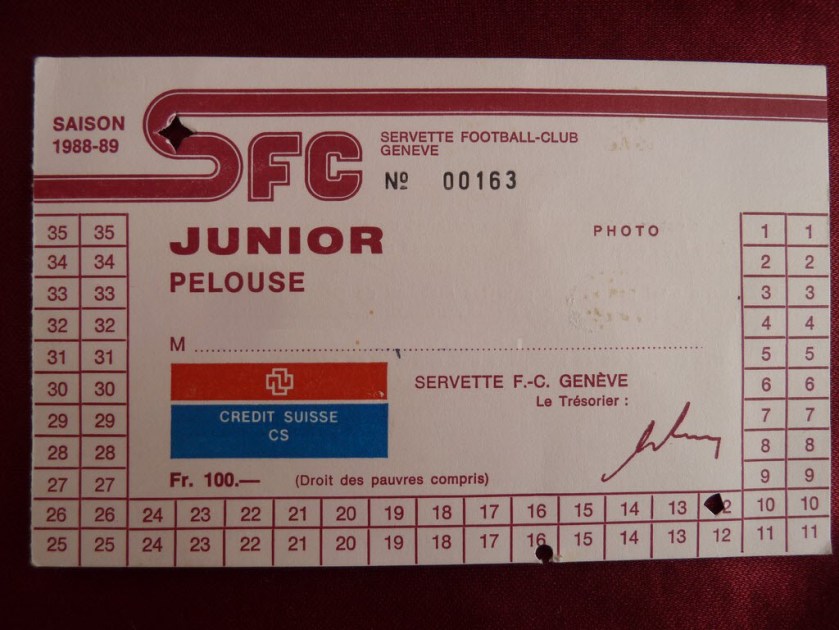 SAISON
1988-89
SFC
SERVETTE FOOTBALL-CLUB
GENEVE
Nº 00163
JUNIOR
PHOTO
PELOUSE
M
CREDIT SUISSE
CS
SERVETTE F.-C. GENÈVE
Le Trésorier :
Fr. 100.— (Droit des pauvres compris)
35 35
34 34
33 33
32 32
31 31
30 30
29 29
28 28
27 27
26 26 24 23 22 21 20 19 18 17 16 15 14 13 2 10 10
25 25 24 23 22 21 20 19 18 17 16 15 14 13 12 11 11
1 1
2 2
3 3
4 4
5 5
6 6
7 7
8 8
9 9